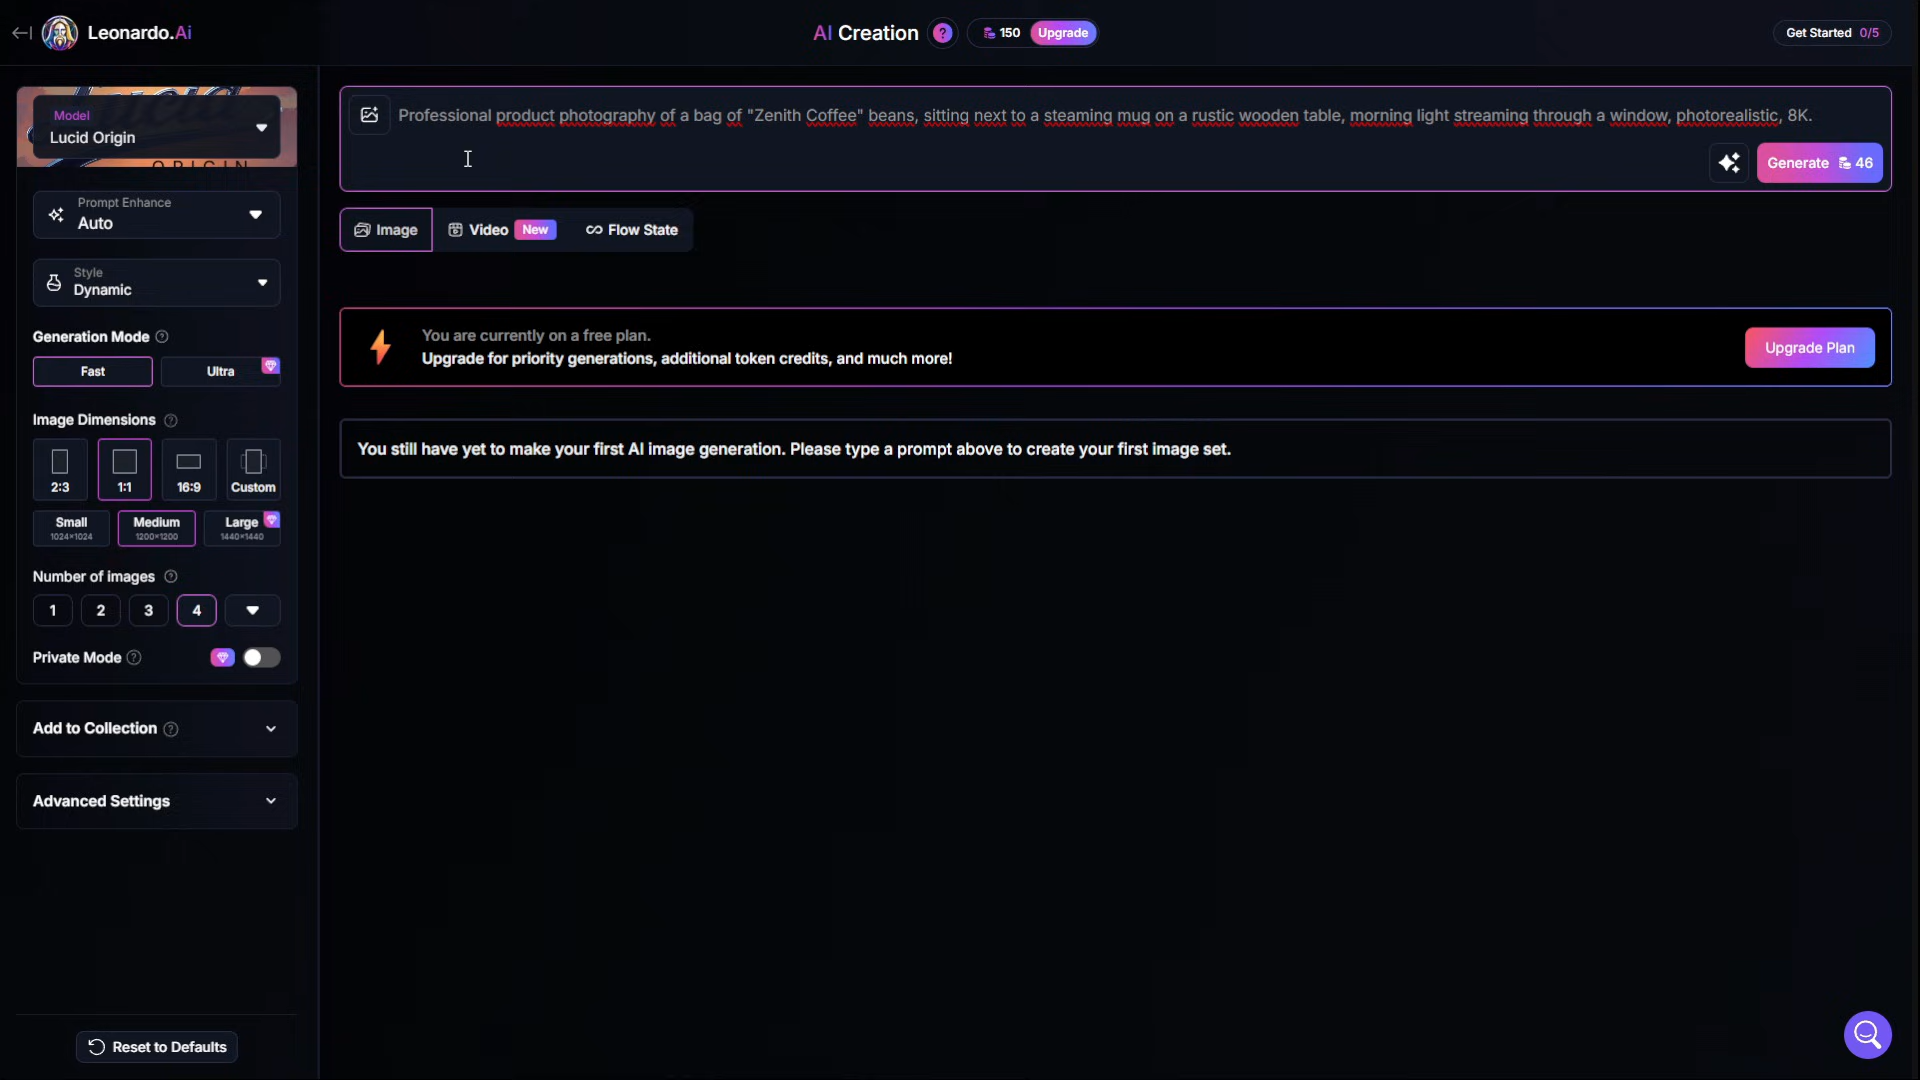 Leonardo.Ai
AI Creation
?
150
Upgrade
Get Started 0/5
Model
Lucid Origin
ORIGIN
Prompt Enhance
Auto
Style
Dynamic
Generation Mode ?
Fast
Ultra
Image Dimensions ?
2:3
1:1
16:9
Custom
Small
1024×1024
Medium
1200×1200
Large
1440×1440
Number of images ?
1
2
3
4
Private Mode ?
Add to Collection ?
Advanced Settings
Reset to Defaults
Professional product photography of a bag of "Zenith Coffee" beans, sitting next to a steaming mug on a rustic wooden table, morning light streaming through a window, photorealistic, 8K.
Generate 46
Image
Video New
Flow State
You are currently on a free plan.
Upgrade for priority generations, additional token credits, and much more!
Upgrade Plan
You still have yet to make your first AI image generation. Please type a prompt above to create your first image set.